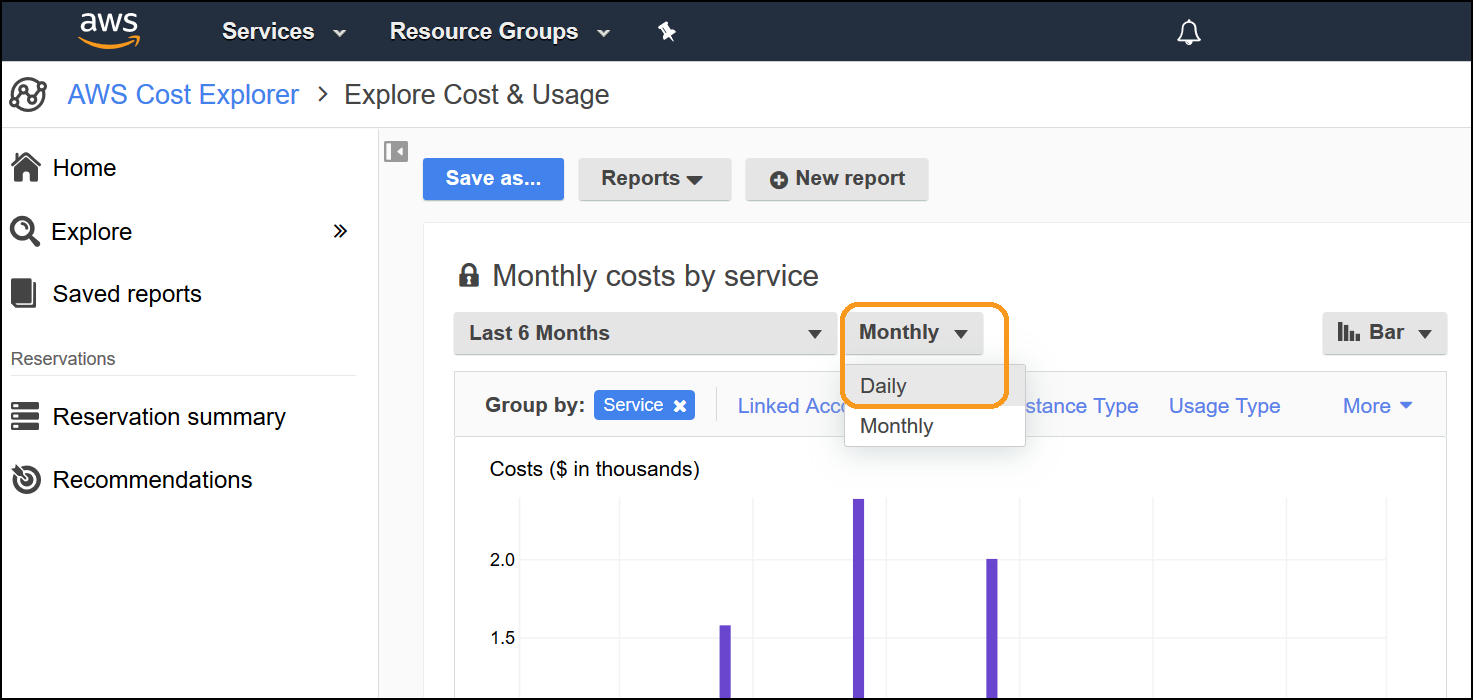 aws Services Resource Groups
AWS Cost Explorer > Explore Cost & Usage
Home
Explore »
Saved reports
Reservations
Reservation summary
Recommendations
Save as... Reports New report
Monthly costs by service
Last 6 Months Monthly Bar
Daily
Monthly
Group by: Service Linked Acc stance Type Usage Type More
Costs ($ in thousands)
2.0
1.5